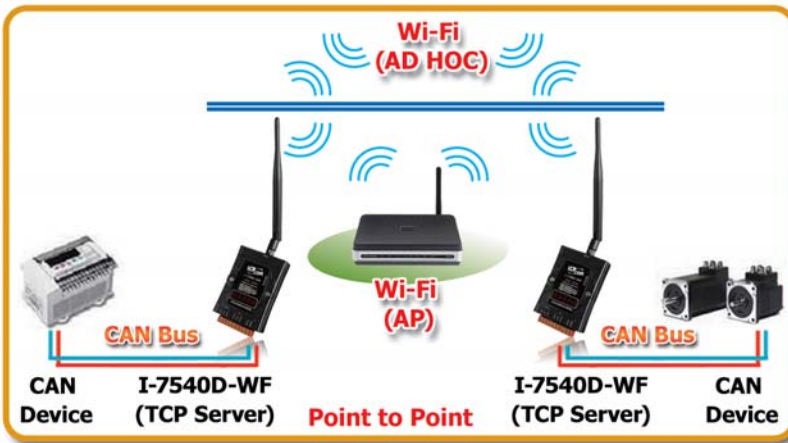 Wi-Fi
(AD HOC)
Wi-Fi
(AP)
CAN Bus
CAN Bus
CAN
Device
I-7540D-WF
(TCP Server)
Point to Point
I-7540D-WF
(TCP Server)
CAN
Device